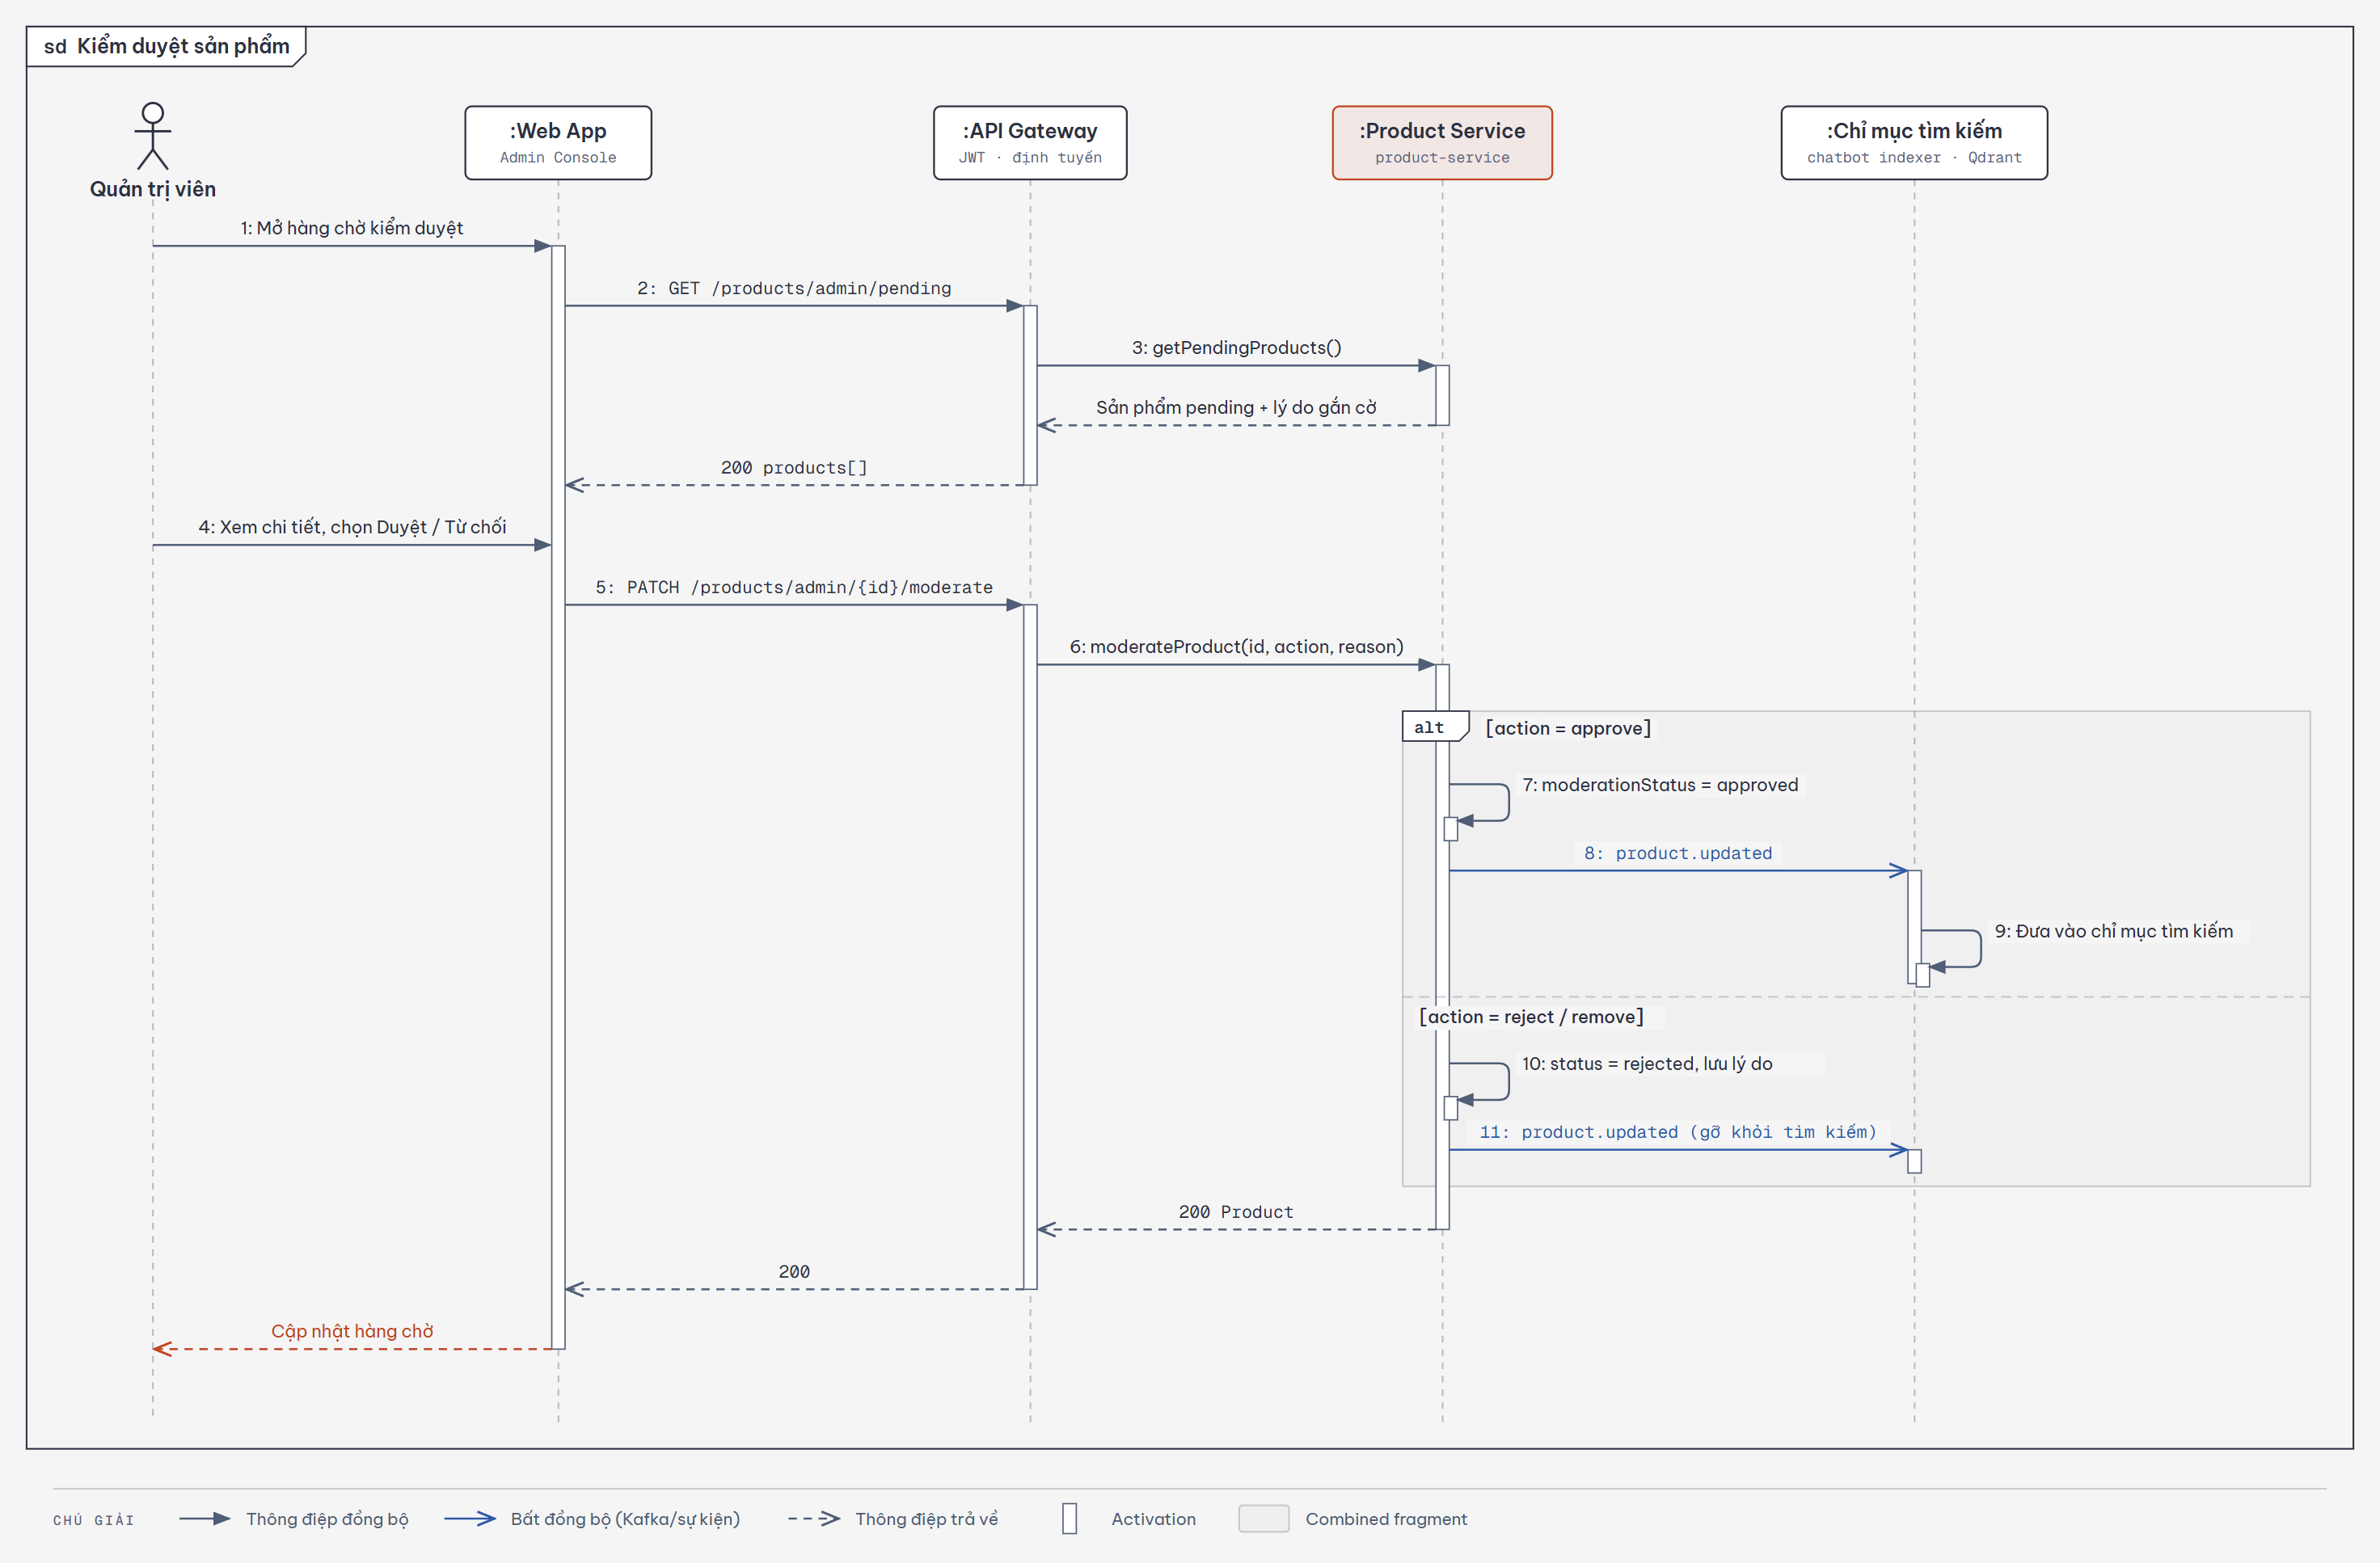 sd Kiểm duyệt sản phẩm
Quản trị viên
:Web App
Admin Console
:API Gateway
JWT · định tuyến
:Product Service
product-service
:Chỉ mục tìm kiếm
chatbot indexer · Qdrant
1: Mở hàng chờ kiểm duyệt
2: GET /products/admin/pending
3: getPendingProducts()
Sản phẩm pending + lý do gắn cờ
200 products[]
4: Xem chi tiết, chọn Duyệt / Từ chối
5: PATCH /products/admin/{id}/moderate
6: moderateProduct(id, action, reason)
alt [action = approve]
7: moderationStatus = approved
8: product.updated
9: Đưa vào chỉ mục tìm kiếm
[action = reject / remove]
10: status = rejected, lưu lý do
11: product.updated (gỡ khỏi tìm kiếm)
200 Product
200
Cập nhật hàng chờ
CHÚ GIẢI
Thông điệp đồng bộ
Bất đồng bộ (Kafka/sự kiện)
Thông điệp trả về
Activation
Combined fragment